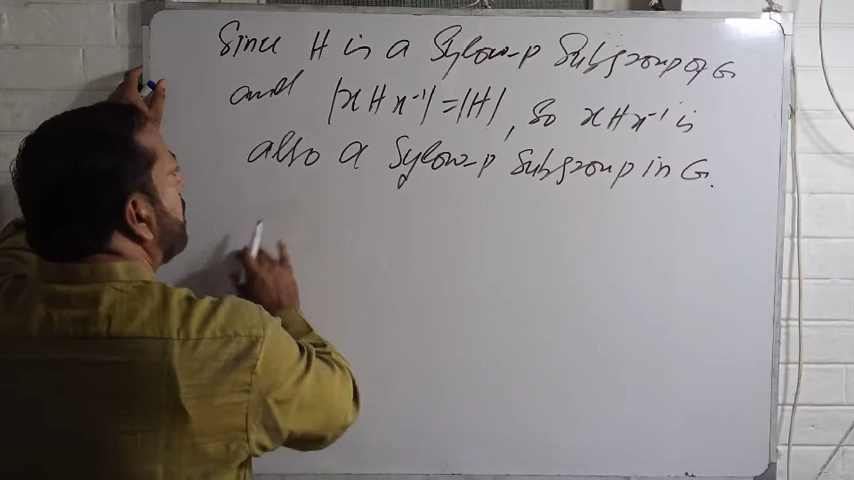 Since H is a Sylow-p Subgroup of G
and |xHx⁻¹| = |H|, So xHx⁻¹ is
also a Sylow-p Subgroup in G.